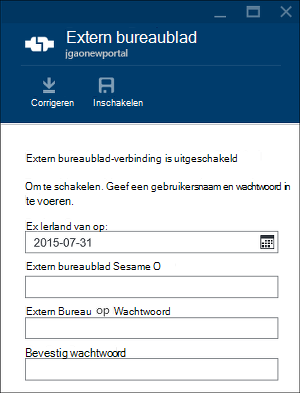 Extern bureaublad
jgaonewportal
Corrigeren Inschakelen
Extern bureaublad-verbinding is uitgeschakeld
Om te schakelen. Geef een gebruikersnaam en wachtwoord in
te voeren.
Ex Ierland van op:
2015-07-31
Extern bureaublad Sesame O
Extern Bureau op Wachtwoord
Bevestig wachtwoord